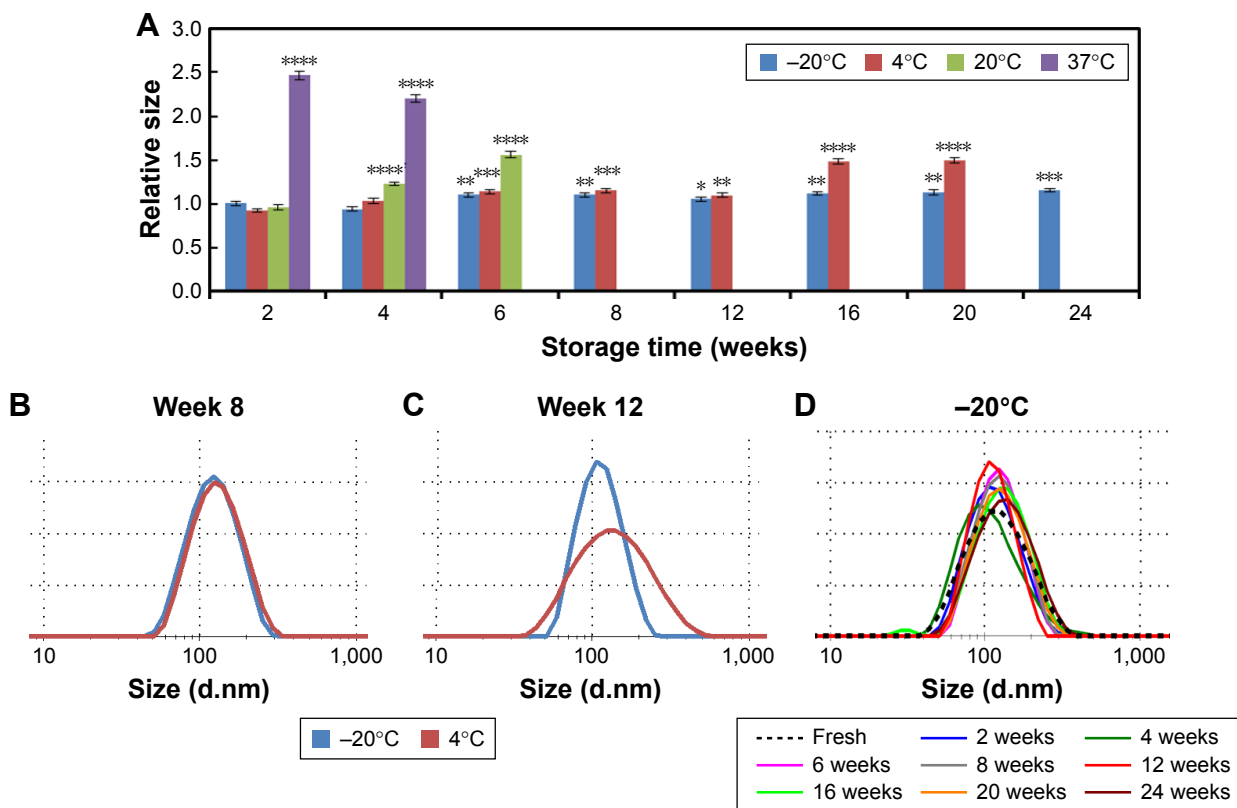 A
3.0
2.5
2.0
1.5
1.0
0.5
0.0
Relative size
–20°C 4°C 20°C 37°C
****
****
****
****
** ***
** ***
* **
** ****
** ****
***
2 4 6 8 12 16 20 24
Storage time (weeks)
B Week 8
10 100 1,000
Size (d.nm)
C Week 12
10 100 1,000
Size (d.nm)
–20°C 4°C
D –20°C
10 100 1,000
Size (d.nm)
Fresh 2 weeks 4 weeks
6 weeks 8 weeks 12 weeks
16 weeks 20 weeks 24 weeks